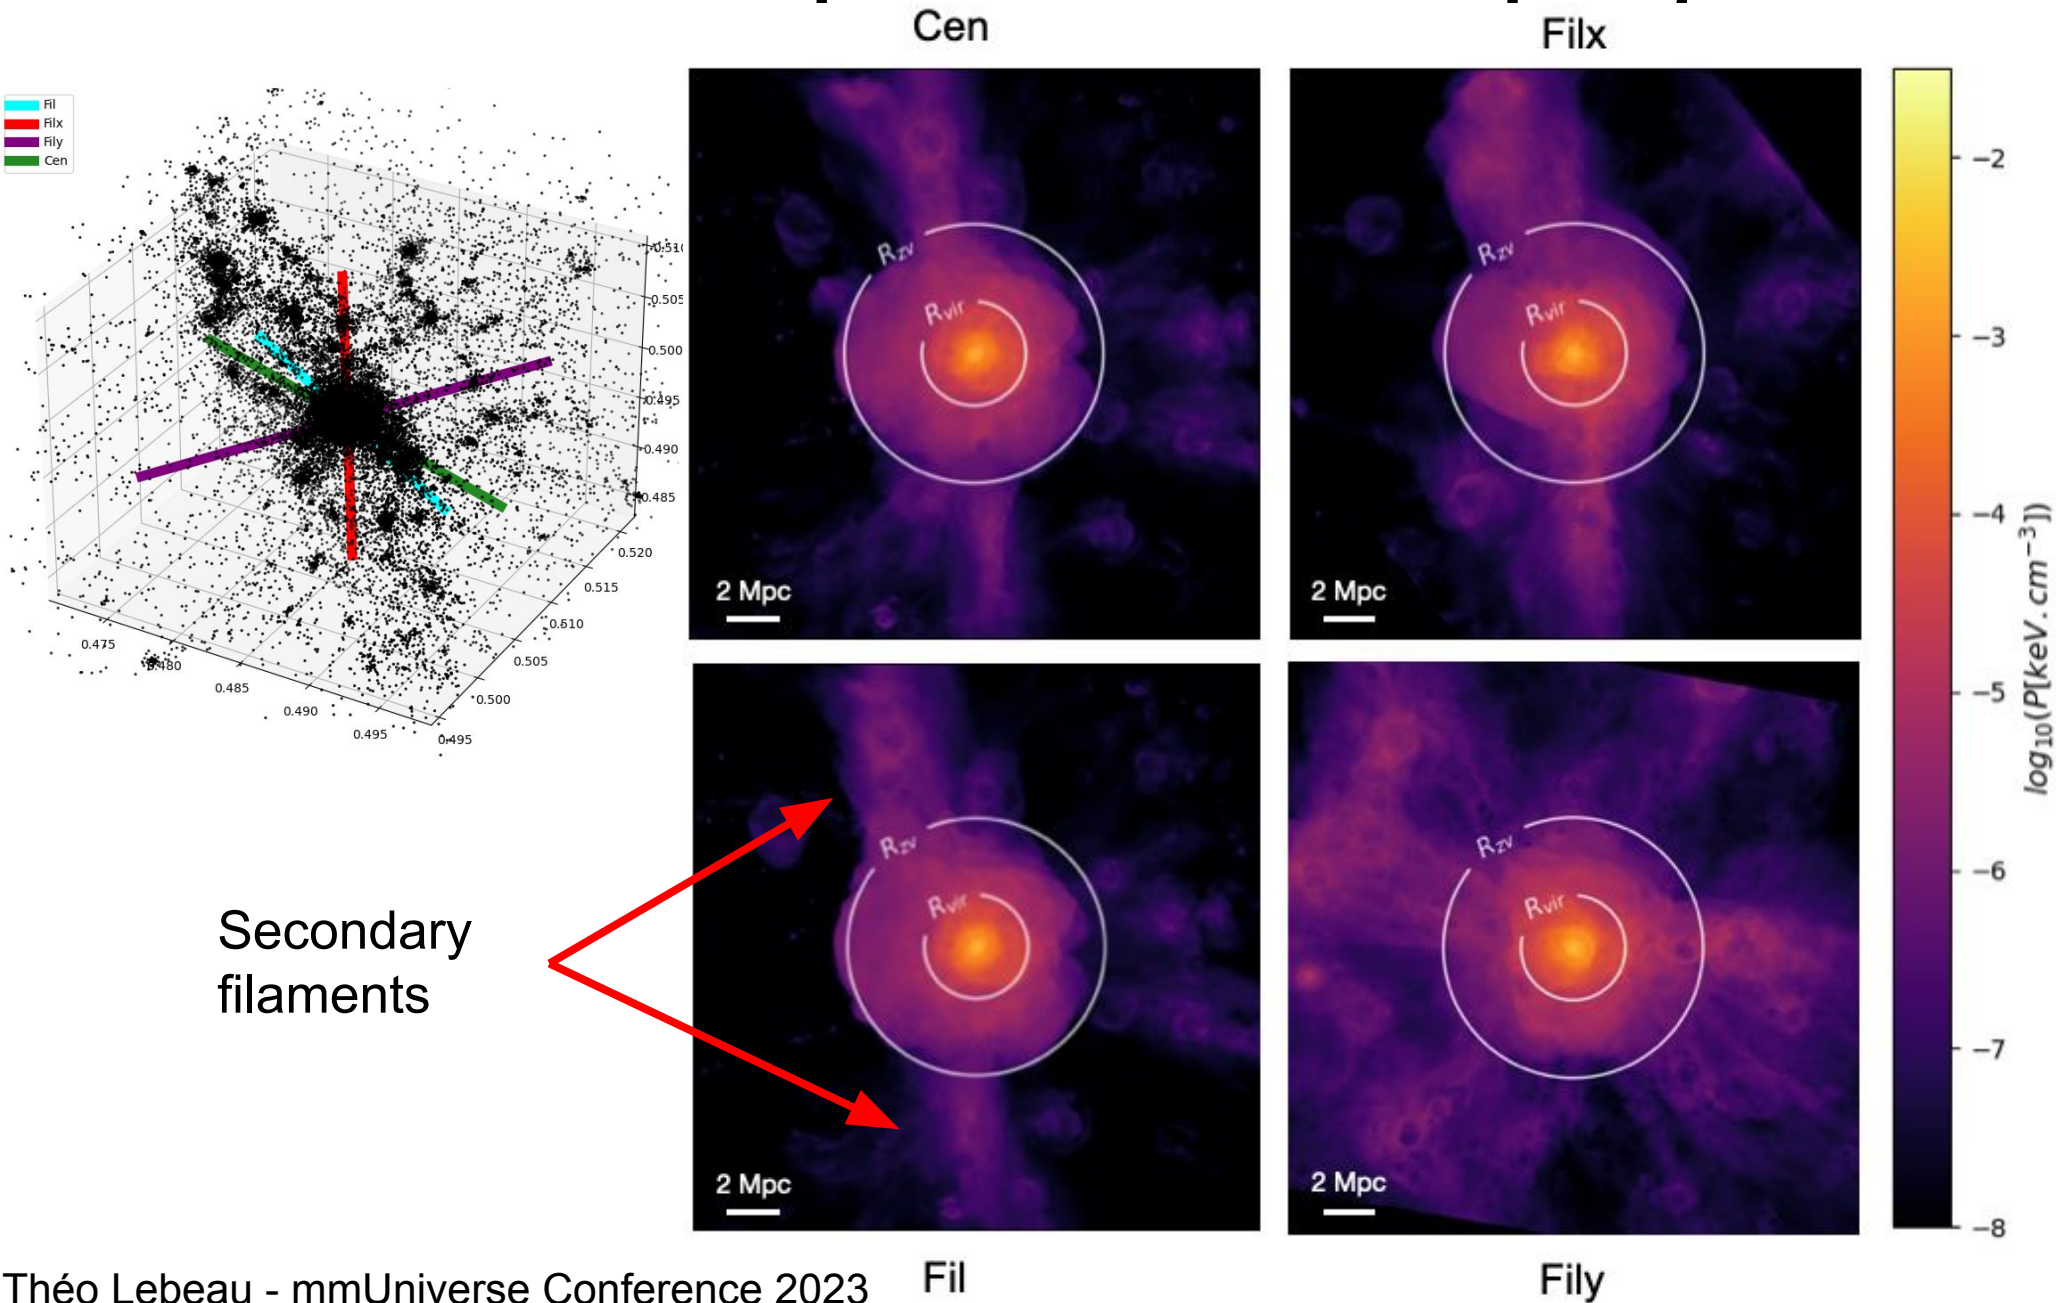 Cen
Filx
Fil
Filx
Fily
Cen
0.505
0.500
0.495
0.490
0.485
0.520
0.515
0.510
0.505
0.500
0.495
0.475
0.480
0.485
0.490
0.495
Rzv
Rvir
2 Mpc
Rzv
Rvir
2 Mpc
Rzv
Rvir
2 Mpc
Rzv
Rvir
2 Mpc
−2
−3
−4
−5
−6
−7
−8
log10(P[keV.cm−3])
Secondary
filaments
Fil
Fily
Théo Lebeau - mmUniverse Conference 2023